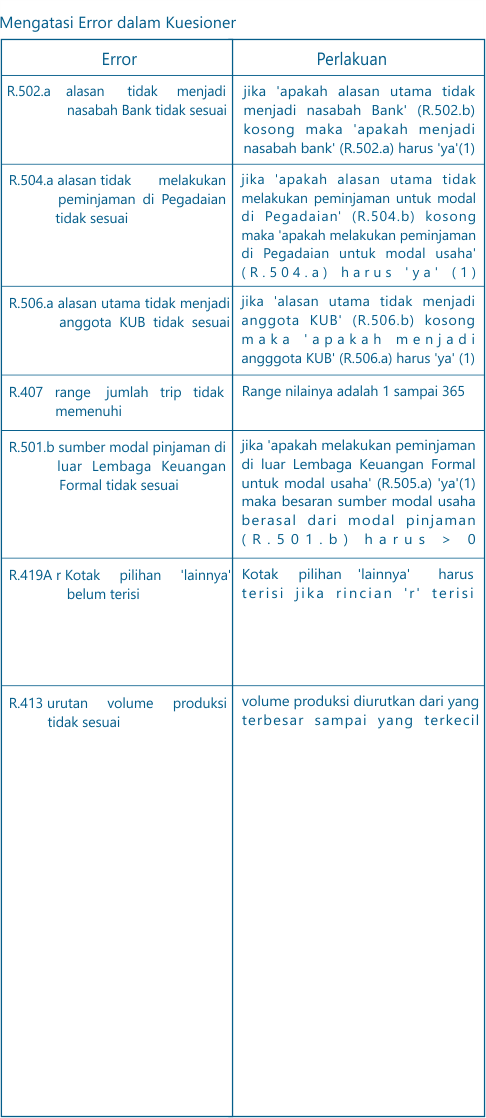 Mengatasi Error dalam Kuesioner
Error
Perlakuan
R.502.a alasan tidak menjadi
nasabah Bank tidak sesuai
jika 'apakah alasan utama tidak
menjadi nasabah Bank' (R.502.b)
kosong maka 'apakah menjadi
nasabah bank' (R.502.a) harus 'ya'(1)
R.504.a alasan tidak melakukan
peminjaman di Pegadaian
tidak sesuai
jika 'apakah alasan utama tidak
melakukan peminjaman untuk modal
di Pegadaian' (R.504.b) kosong
maka 'apakah melakukan peminjaman
di Pegadaian untuk modal usaha'
(R.504.a) harus 'ya' (1)
R.506.a alasan utama tidak menjadi
anggota KUB tidak sesuai
jika 'alasan utama tidak menjadi
anggota KUB' (R.506.b) kosong
maka 'apakah menjadi
angggota KUB' (R.506.a) harus 'ya' (1)
R.407 range jumlah trip tidak
memenuhi
Range nilainya adalah 1 sampai 365
R.501.b sumber modal pinjaman di
luar Lembaga Keuangan
Formal tidak sesuai
jika 'apakah melakukan peminjaman
di luar Lembaga Keuangan Formal
untuk modal usaha' (R.505.a) 'ya'(1)
maka besaran sumber modal usaha
berasal dari modal pinjaman
(R.501.b) harus > 0
R.419A r Kotak pilihan 'lainnya'
belum terisi
Kotak pilihan 'lainnya' harus
terisi jika rincian 'r' terisi
R.413 urutan volume produksi
tidak sesuai
volume produksi diurutkan dari yang
terbesar sampai yang terkecil